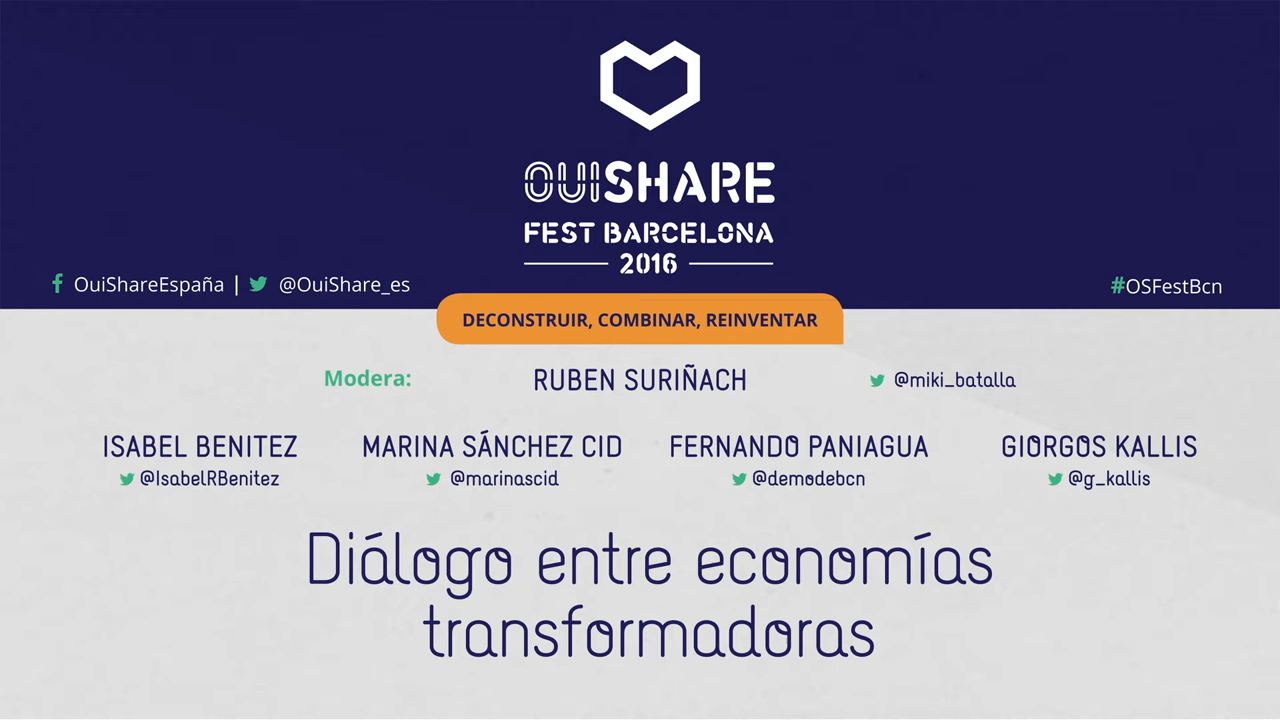 OUISHARE
FEST BARCELONA
2016
OuiShareEspaña | @OuiShare_es
#OSFestBcn
DECONSTRUIR, COMBINAR, REINVENTAR
Modera: RUBEN SURIÑACH @miki_batalla
ISABEL BENITEZ MARINA SÁNCHEZ CID FERNANDO PANIAGUA GIORGOS KALLIS
@IsabelRBenitez @marinascid @demodebcn @g_kallis
Diálogo entre economías
transformadoras